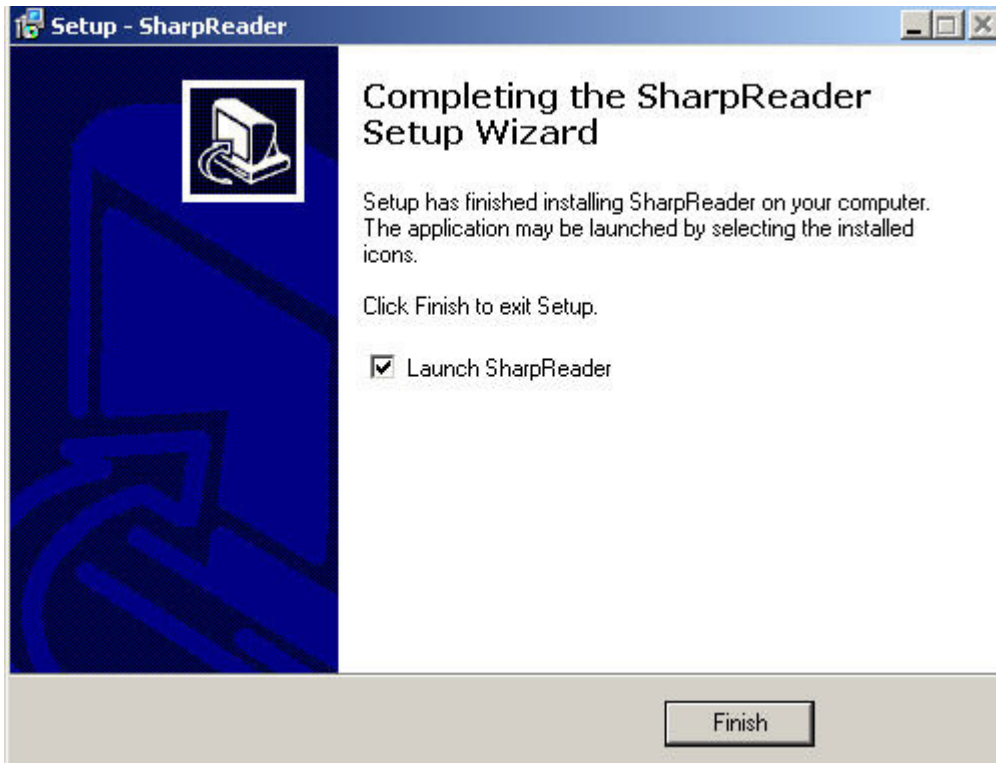 Setup - SharpReader
Completing the SharpReader
Setup Wizard
Setup has finished installing SharpReader on your computer.
The application may be launched by selecting the installed
icons.
Click Finish to exit Setup.
Launch SharpReader
Finish